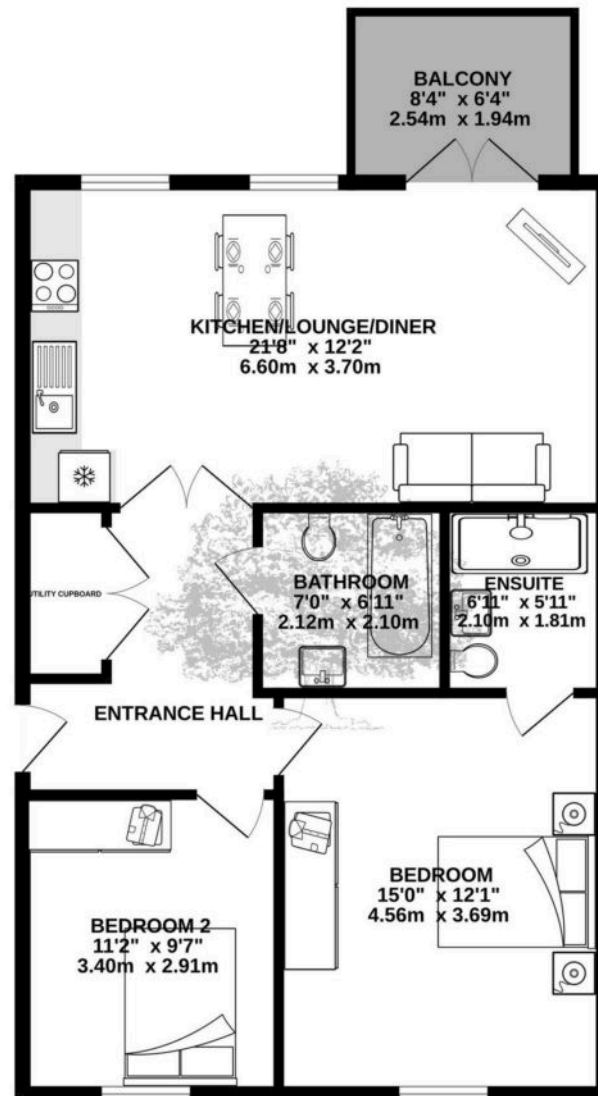 BALCONY
8'4" x 6'4"
2.54m x 1.94m
KITCHEN/LOUNGE/DINER
21'8" x 12'2"
6.60m x 3.70m
UTILITY CUPBOARD
BATHROOM
7'0" x 6'11"
2.12m x 2.10m
ENSUITE
6'11" x 5'11"
2.10m x 1.81m
ENTRANCE HALL
BEDROOM
15'0" x 12'1"
4.56m x 3.69m
BEDROOM 2
11'2" x 9'7"
3.40m x 2.91m